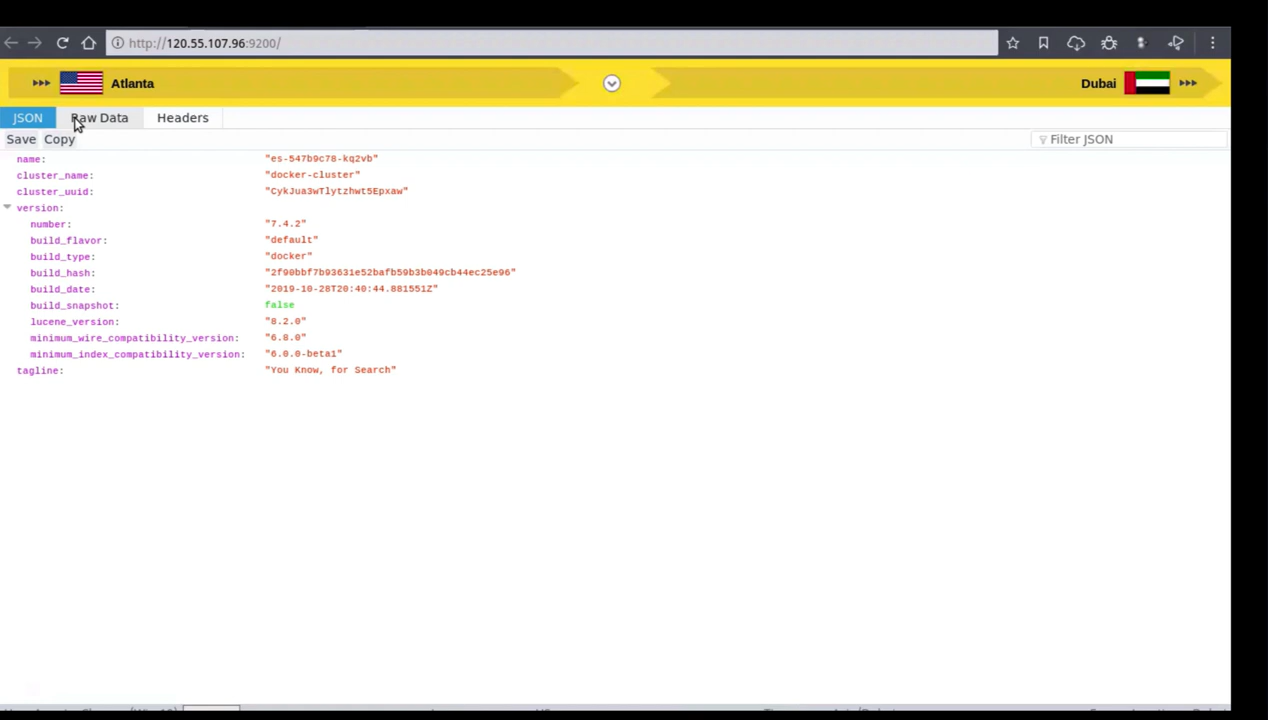 http://120.55.107.96:9200/
Atlanta
Dubai
JSON Raw Data Headers
Save Copy Filter JSON
name: "es-547b9c78-kq2vb"
cluster_name: "docker-cluster"
cluster_uuid: "CykJua3wTlytzhwt5Epxaw"
version:
number: "7.4.2"
build_flavor: "default"
build_type: "docker"
build_hash: "2f90bbf7b93631e52bafb59b3b049cb44ec25e96"
build_date: "2019-10-28T20:40:44.881551Z"
build_snapshot: false
lucene_version: "8.2.0"
minimum_wire_compatibility_version: "6.8.0"
minimum_index_compatibility_version: "6.0.0-beta1"
tagline: "You Know, for Search"